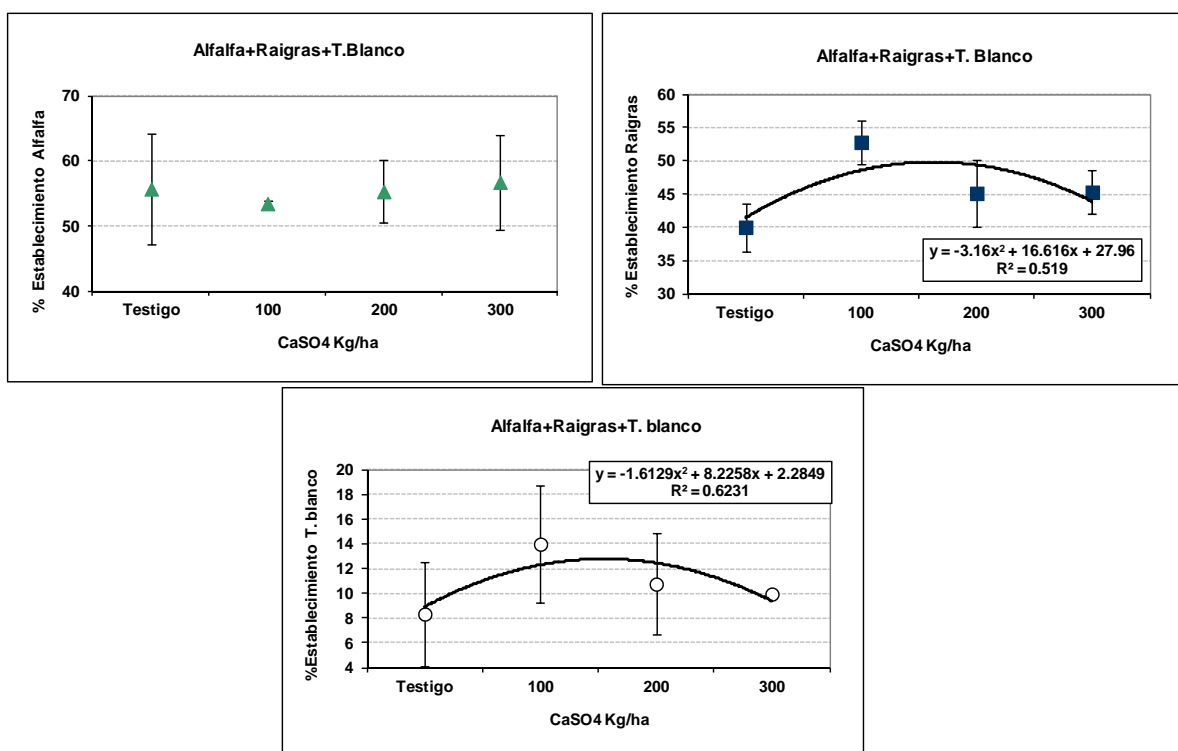 Alfalfa+Raigras+T.Blanco
% Establecimiento Alfalfa
70
60
50
40
Testigo 100 200 300
CaSO4 Kg/ha
Alfalfa+Raigras+T. Blanco
% Establecimiento Raigras
60
55
50
45
40
35
30
y = -3.16x² + 16.616x + 27.96
R² = 0.519
Testigo 100 200 300
CaSO4 Kg/ha
Alfalfa+Raigras+T. blanco
%Establecimiento T. blanco
20
18
16
14
12
10
8
6
4
y = -1.6129x² + 8.2258x + 2.2849
R² = 0.6231
Testigo 100 200 300
CaSO4 Kg/ha